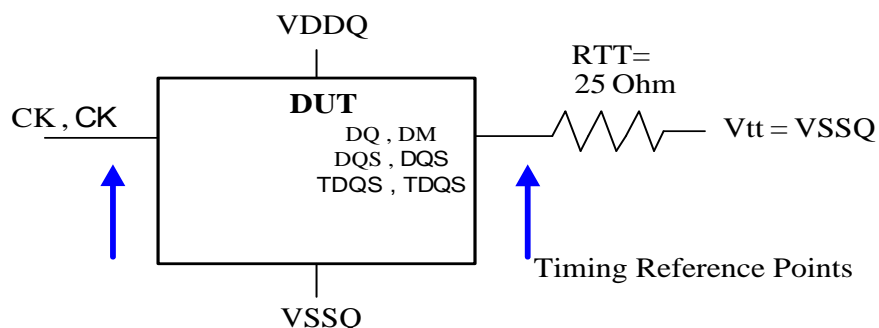 VDDQ
RTT=
25 Ohm
CK , CK
DUT
DQ , DM
DQS , DQS
TDQS , TDQS
Vtt = VSSQ
Timing Reference Points
VSSQ